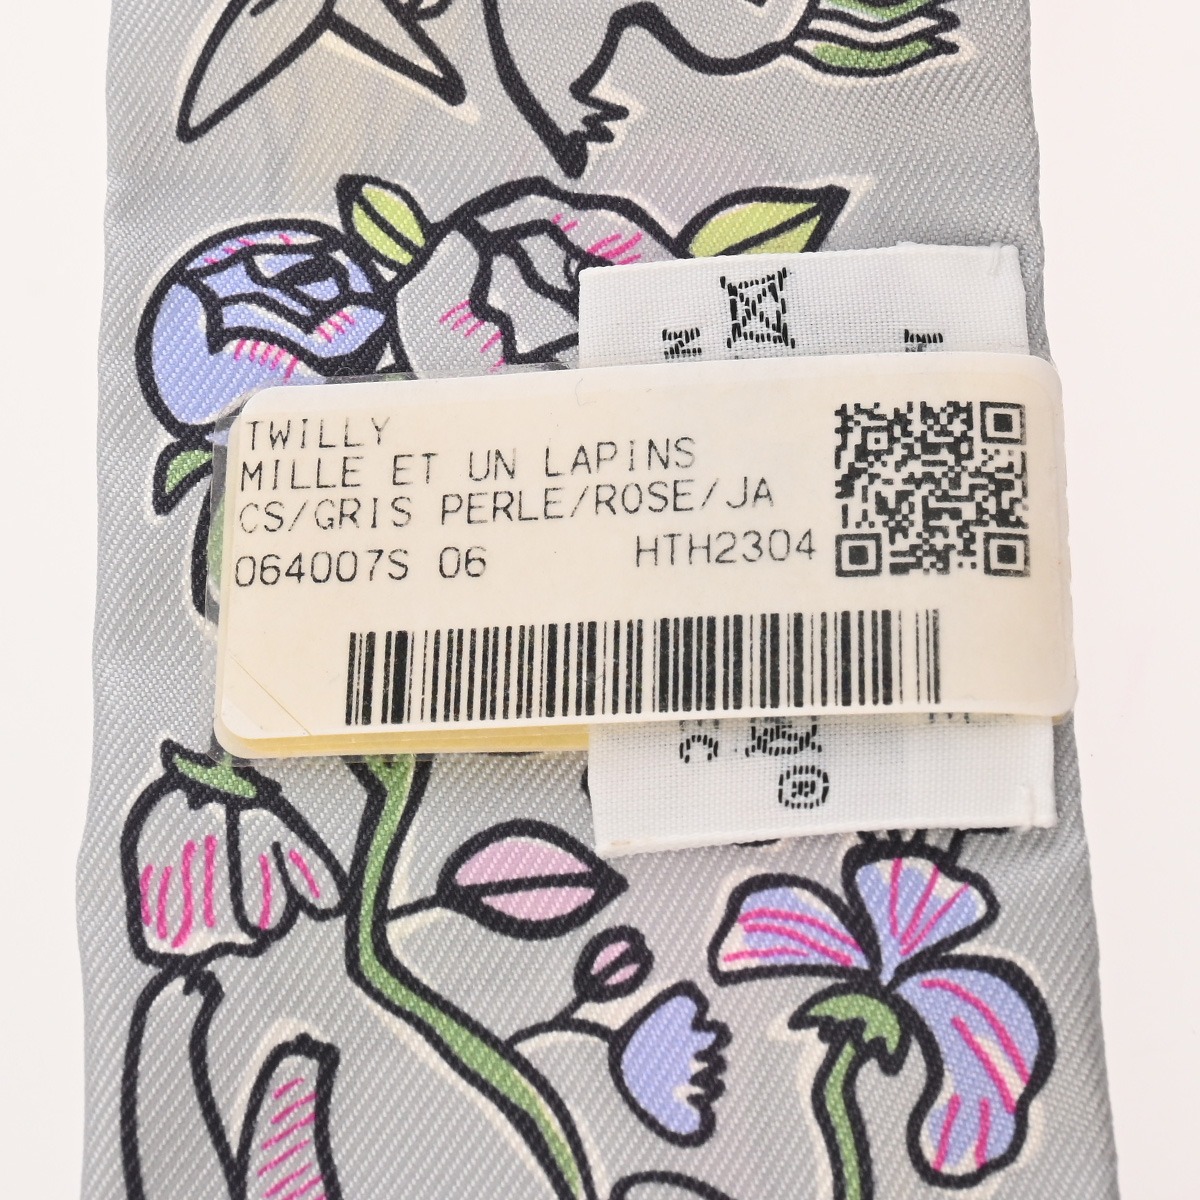 TWILLY
MILLE ET UN LAPINS
CS/GRIS PERLE/ROSE/JA
064007S 06 HTH2304